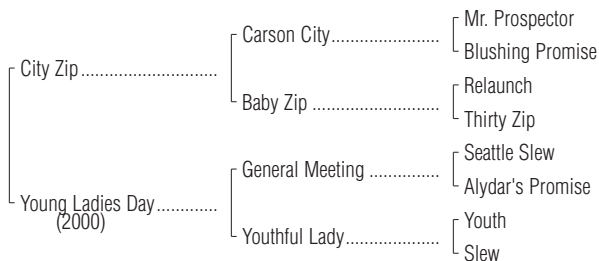 Mr. Prospector
Carson City........................
Blushing Promise
City Zip..............................
Relaunch
Baby Zip ............................
Thirty Zip
Seattle Slew
General Meeting ................
Alydar's Promise
Young Ladies Day.............
(2000)
Youth
Youthful Lady.....................
Slew